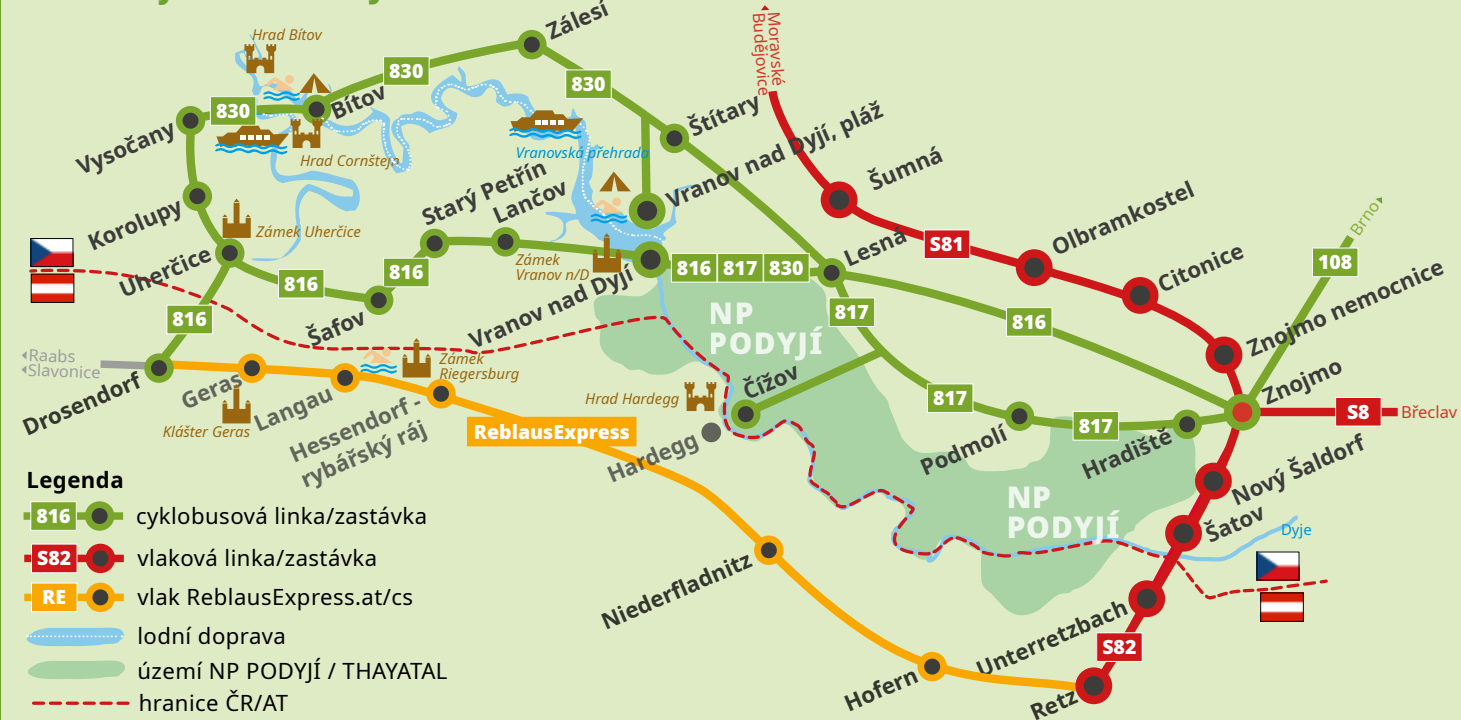 Hrad Bítov
Zálesí
Moravské
Budějovice
830
830
830
Bítov
Štítary
Vranov nad Dyjí, pláž
Vysočany
Hrad Cornštejn
Vranovská přehrada
Šumná
Starý Petřín
Lančov
Korolupy
Zámek Uherčice
Olbramkostel
Brno
S81
Lesná
Citonice
108
Uherčice
816
816
Zámek
Vranov n/D
816
817
830
Vranov nad Dyjí
816
Šafov
NP
PODYJÍ
817
816
Znojmo nemocnice
Raabs
Slavonice
Zámek
Riegersburg
Drosendorf
Geras
Langau
Klášter Geras
Hessendorf -
rybářský ráj
ReblausExpress
Hrad Hardegg
Čížov
Hardegg
817
817
Podmolí
Hradiště
Znojmo
S8
Břeclav
Nový Šaldorf
Šatov
NP
PODYJÍ
Dyje
Niederfladnitz
Unterretzbach
S82
Hofern
Retz
Legenda
816 cyklobusová linka/zastávka
S82 vlaková linka/zastávka
RE vlak ReblausExpress.at/cs
lodní doprava
území NP PODYJÍ / THAYATAL
hranice ČR/AT